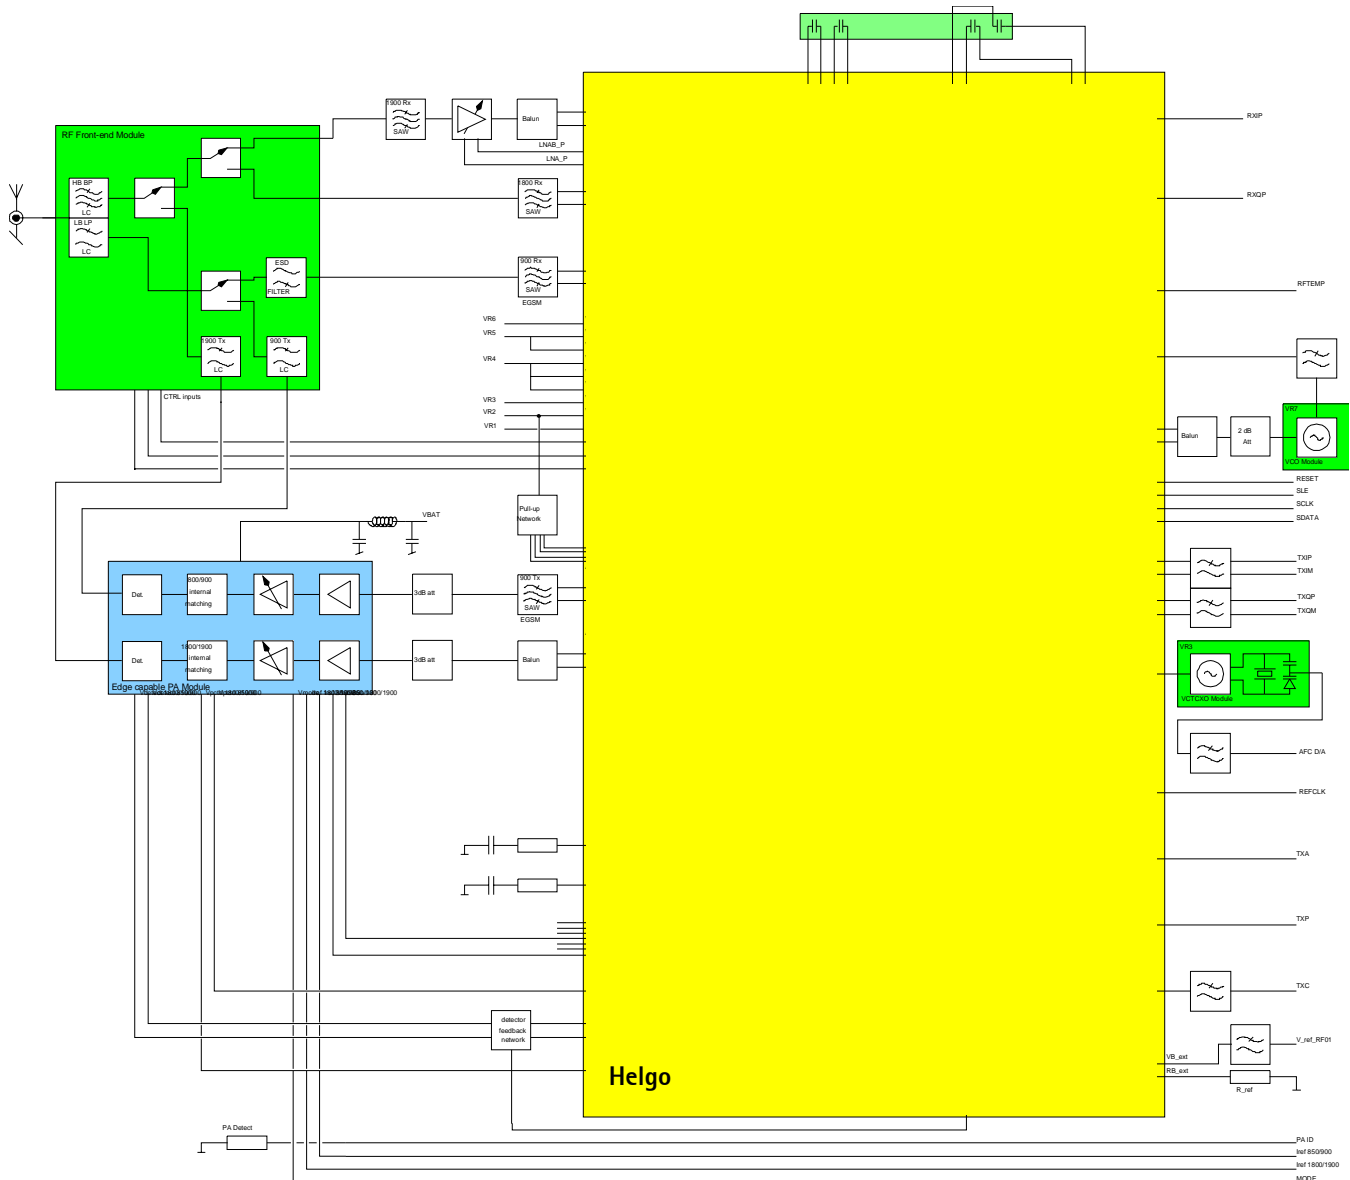 RF Front-end Module
HB BP
LC
LB LP
LC
ESD
FILTER
1900 Tx
LC
900 Tx
LC
CTRL inputs
1900 Rx
SAW
Balun
LNAB_P
LNA_P
1800 Rx
SAW
900 Rx
SAW
EGSM
VR6
VR5
VR4
VR3
VR2
VR1
Pull-up
Network
VBAT
Det.
800/900
internal
matching
3dB att
900 Tx
SAW
EGSM
Det.
1800/1900
internal
matching
3dB att
Balun
Edge capable PA Module
detector
feedback
network
Helgo
PA Detect
RXIP
RXQP
RFTEMP
Balun
2 dB
Att
VR7
VCO Module
RESET
SLE
SCLK
SDATA
TXIP
TXIM
TXQP
TXQM
VR3
VCTCXO Module
AFC D/A
REFCLK
TXA
TXP
TXC
V_ref_RF01
VB_ext
RB_ext
R_ref
PA ID
Iref 850/900
Iref 1800/1900
MODE